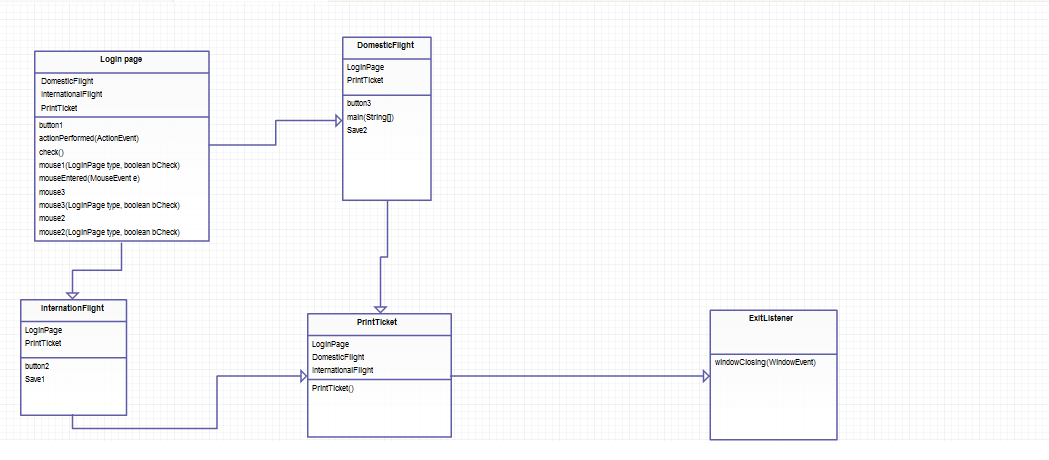 Login page
DomesticFlight
InternationalFlight
PrintTicket
button1
actionPerformed(ActionEvent)
check()
mouse1(LoginPage type, boolean bCheck)
mouseEntered(MouseEvent e)
mouse3
mouse3(LoginPage type, boolean bCheck)
mouse2
mouse2(LoginPage type, boolean bCheck)
DomesticFlight
LoginPage
PrintTicket
button3
main(String[])
Save2
InternationFlight
LoginPage
PrintTicket
button2
Save1
PrintTicket
LoginPage
DomesticFlight
InternationalFlight
PrintTicket()
ExitListener
windowClosing(WindowEvent)